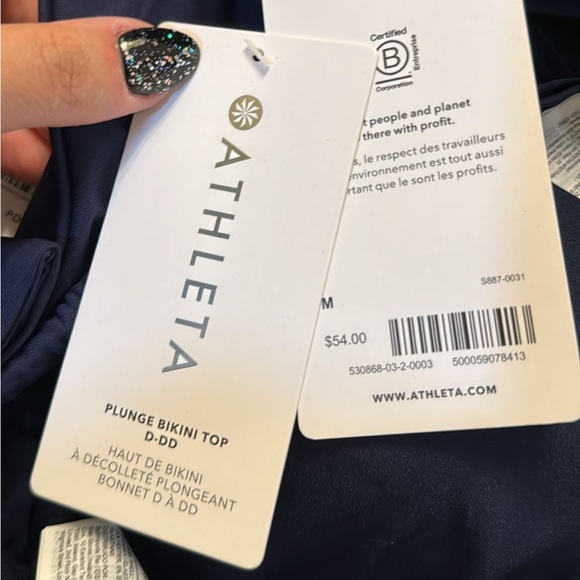 ATHLETA
PLUNGE BIKINI TOP
D-DD
HAUT DE BIKINI
À DÉCOLLETÉ PLONGEANT
BONNET D À DD
Certified
B
Corporation
Entreprise
people and planet
there with profit.
le respect des travailleurs
est tout aussi
que le sont les profits.
S887-0031
M
$54.00
530868-03-2-0003 500059078413
WWW.ATHLETA.COM